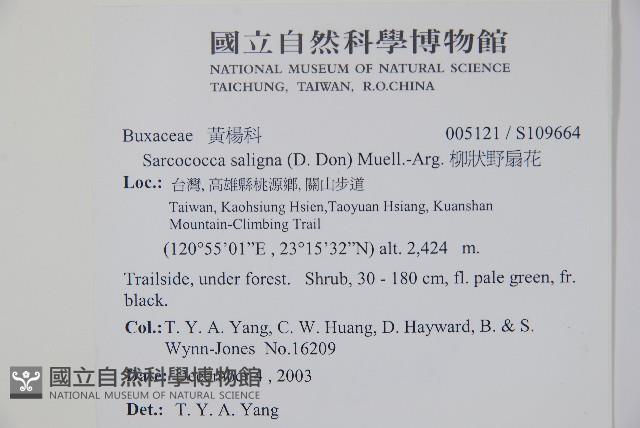 國立自然科學博物館
NATIONAL MUSEUM OF NATURAL SCIENCE
TAICHUNG, TAIWAN, R.O.CHINA
Buxaceae 黃楊科 005121 / S109664
Sarcococca saligna (D. Don) Muell.-Arg. 柳狀野扇花
Loc.: 台灣, 高雄縣桃源鄉, 關山步道
Taiwan, Kaohsiung Hsien,Taoyuan Hsiang, Kuanshan
Mountain-Climbing Trail
(120°55'01”E , 23°15'32”N) alt. 2,424 m.
Trailside, under forest. Shrub, 30 - 180 cm, fl. pale green, fr.
black.
Col.: T. Y. A. Yang, C. W. Huang, D. Hayward, B. & S.
Wynn-Jones No.16209
Date: December 4 , 2003
國立自然科學博物館
NATIONAL MUSEUM OF NATURAL SCIENCE
Det.: T. Y. A. Yang